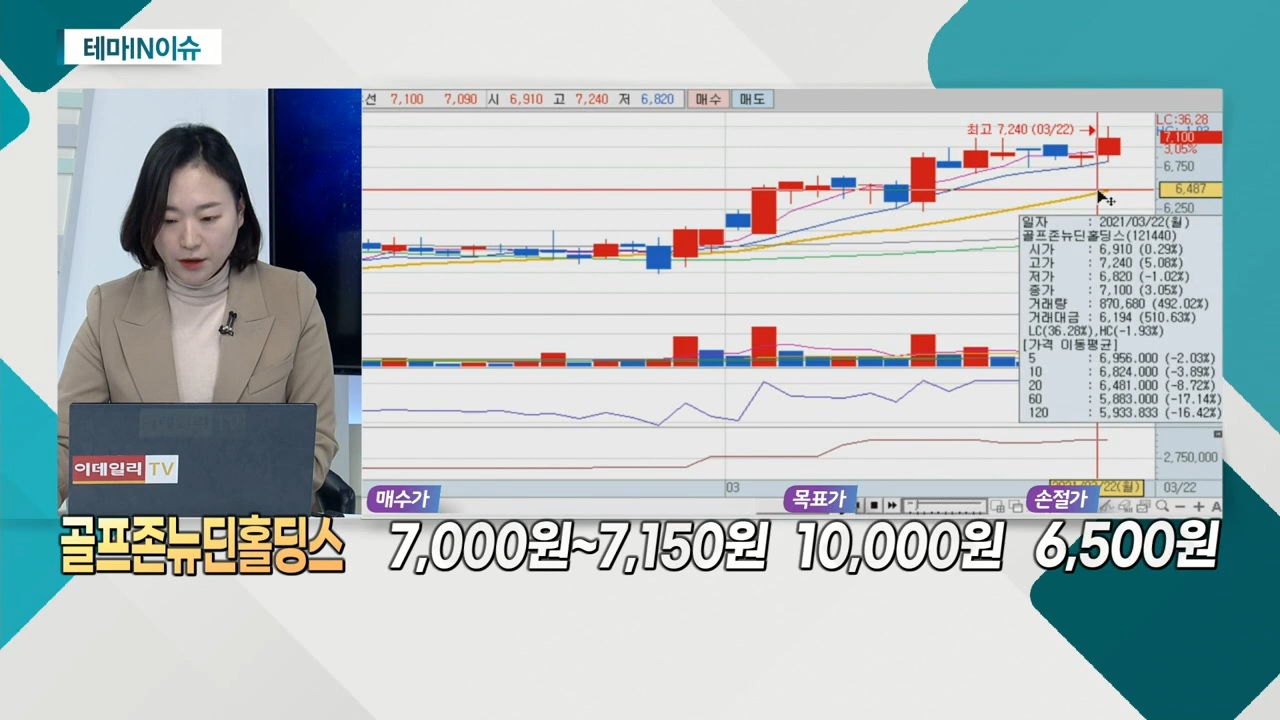 테마IN이슈
선 7,100 7,090 시 6,910 고 7,240 저 6,820 매수 매도
최고 7,240 (03/22)
LC:36.28
7,100
3.05%
6,750
6,487
6,250
일자 : 2021/03/22(월)
골프존뉴딘홀딩스(121440)
시가 : 6,910 (0.29%)
고가 : 7,240 (5.08%)
저가 : 6,820 (-1.02%)
종가 : 7,100 (3.05%)
거래량 : 870,680 (492.02%)
거래대금 : 6,194 (510.63%)
LC(36.28%),HC(-1.93%)
[가격 이동평균]
5 : 6,956.000 (-2.03%)
10 : 6,824.000 (-3.89%)
20 : 6,481.000 (-8.72%)
60 : 5,883.000 (-17.14%)
120 : 5,933.833 (-16.42%)
2,750,000
03 2021/03/22(월) 03/22
이데일리TV
매수가 목표가 손절가
골프존뉴딘홀딩스 7,000원~7,150원 10,000원 6,500원